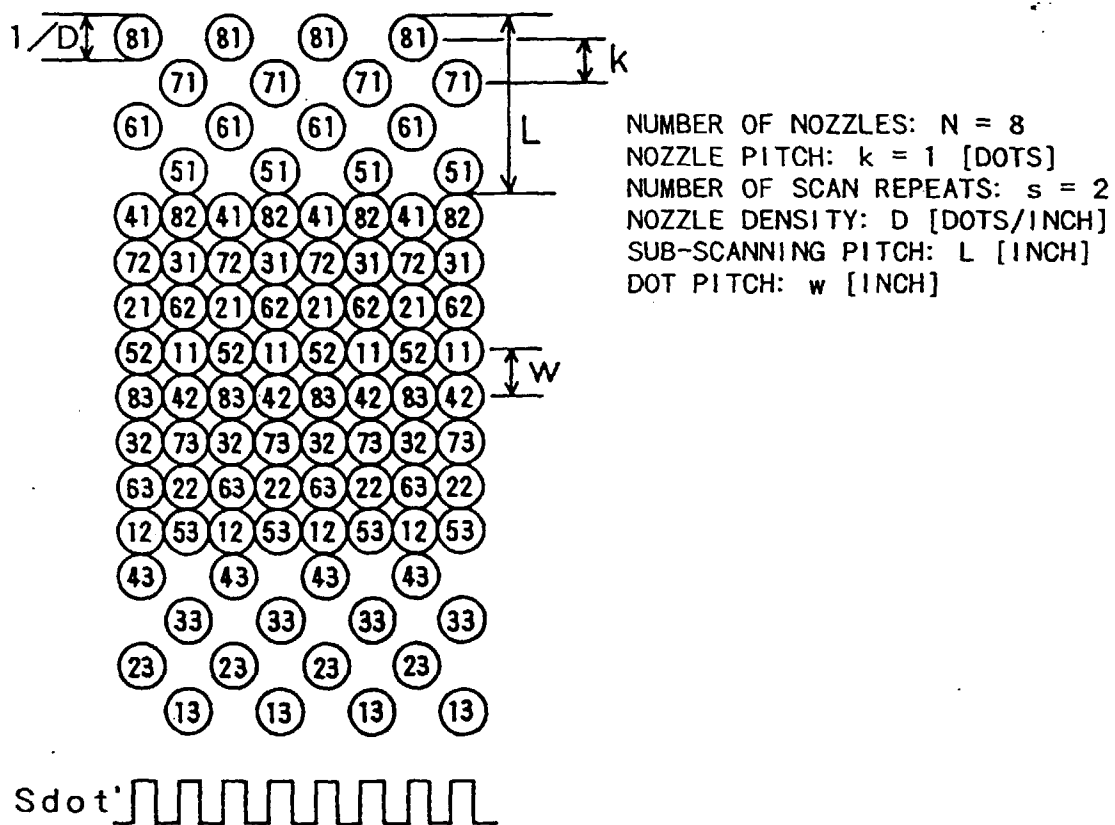 1/D 81 81 81 81
k
71 71 71 71
61 61 61 61
L
51 51 51 51
41 82 41 82 41 82 41 82
72 31 72 31 72 31 72 31
21 62 21 62 21 62 21 62
52 11 52 11 52 11 52 11
w
83 42 83 42 83 42 83 42
32 73 32 73 32 73 32 73
63 22 63 22 63 22 63 22
12 53 12 53 12 53 12 53
43 43 43 43
33 33 33 33
23 23 23 23
13 13 13 13
Sdot'
NUMBER OF NOZZLES: N = 8
NOZZLE PITCH: k = 1 [DOTS]
NUMBER OF SCAN REPEATS: s = 2
NOZZLE DENSITY: D [DOTS/INCH]
SUB-SCANNING PITCH: L [INCH]
DOT PITCH: w [INCH]